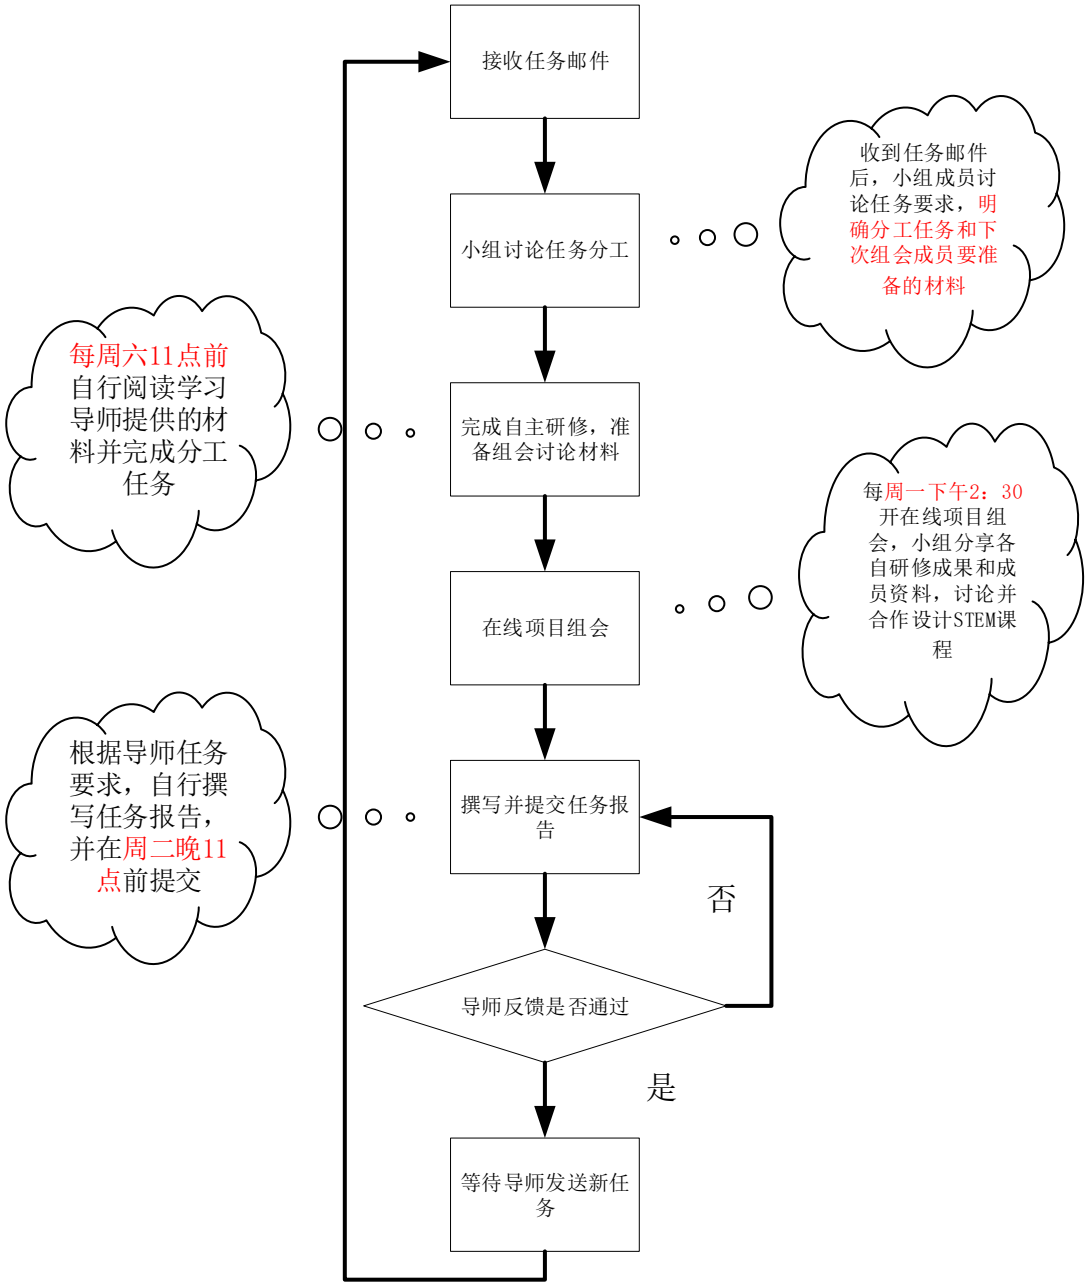 接收任务邮件
收到任务邮件
后，小组成员讨
论任务要求，明
确分工任务和下
次组会成员要准
备的材料
小组讨论任务分工
每周六11点前
自行阅读学习
导师提供的材
料并完成分工
任务
完成自主研修，准
备组会讨论材料
每周一下午2：30
开在线项目组
会，小组分享各
自研修成果和成
员资料，讨论并
合作设计STEM课
程
在线项目组会
根据导师任务
要求，自行撰
写任务报告，
并在周二晚11
点前提交
撰写并提交任务报
告
否
导师反馈是否通过
是
等待导师发送新任
务